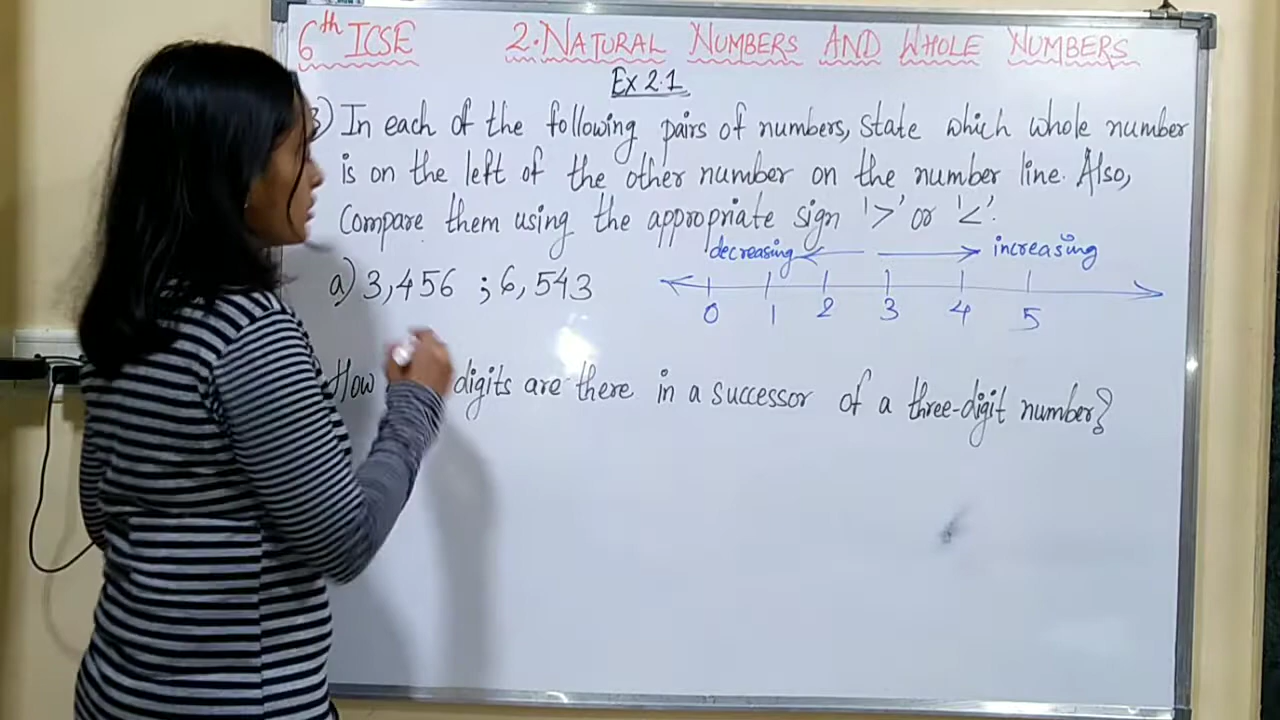 6th ICSE 2. NATURAL NUMBERS AND WHOLE NUMBERS
Ex 2.1
3) In each of the following pairs of numbers, state which whole number
is on the left of the other number on the number line. Also,
compare them using the appropriate sign '>' or '<'.
decreasing increasing
a) 3,456 ; 6,543
0 1 2 3 4 5
How digits are there in a successor of a three-digit number?